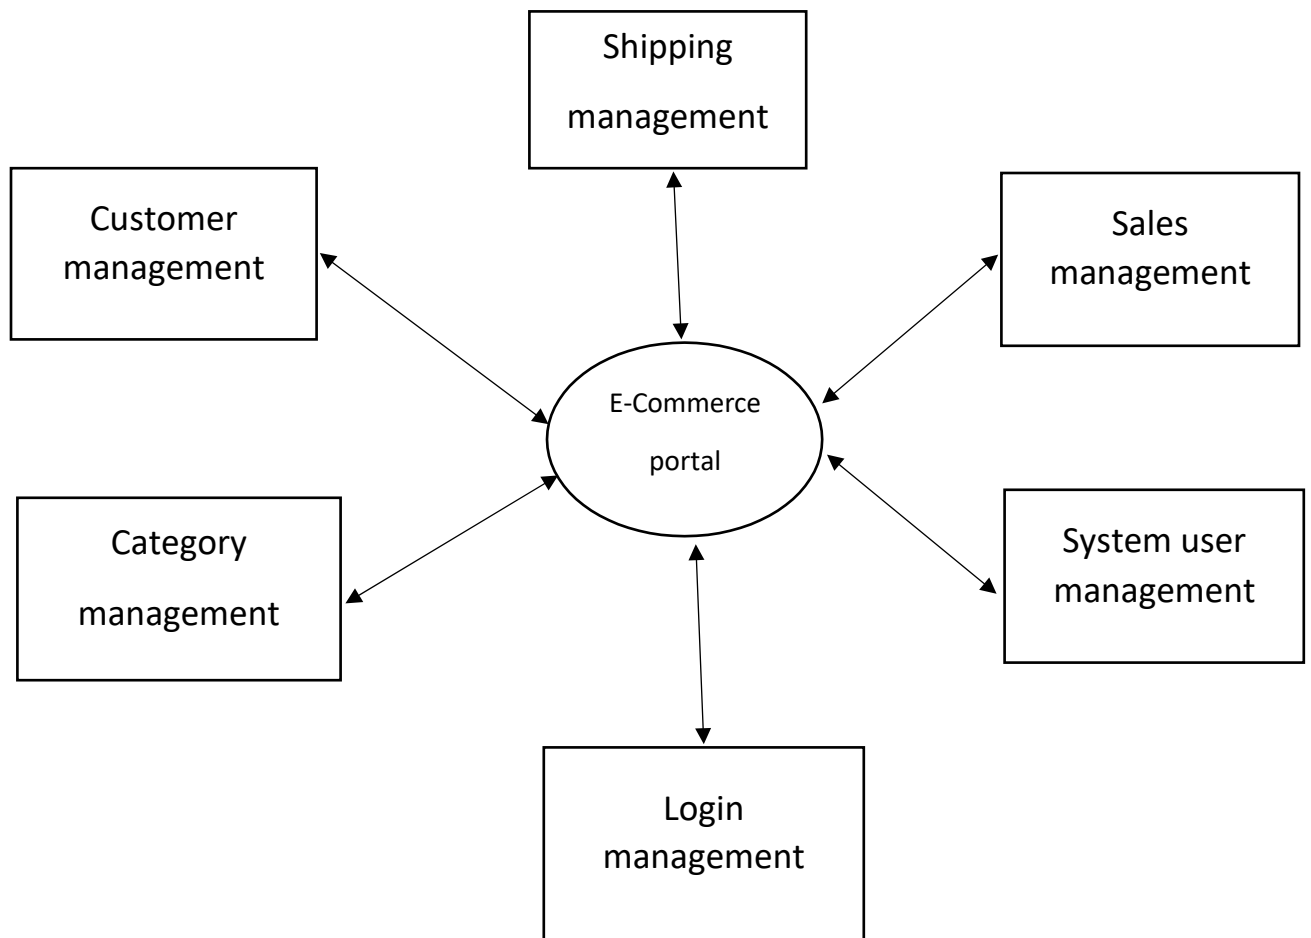 Shipping
management
Customer
management
Sales
management
E-Commerce
portal
Category
management
System user
management
Login
management